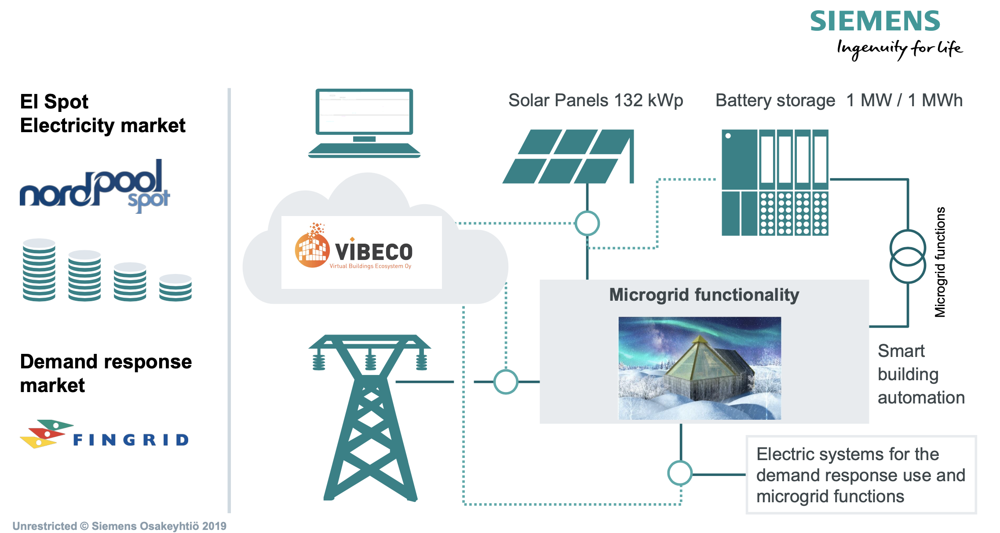 SIEMENS
Ingenuity for life
El Spot
Electricity market
nordpool
spot
Demand response
market
FINGRID
VIBECO
Virtual Buildings Ecosystem Oy
Solar Panels 132 kWp
Battery storage 1 MW / 1 MWh
Microgrid functions
Microgrid functionality
Smart
building
automation
Electric systems for the
demand response use and
microgrid functions
Unrestricted © Siemens Osakeyhtiö 2019